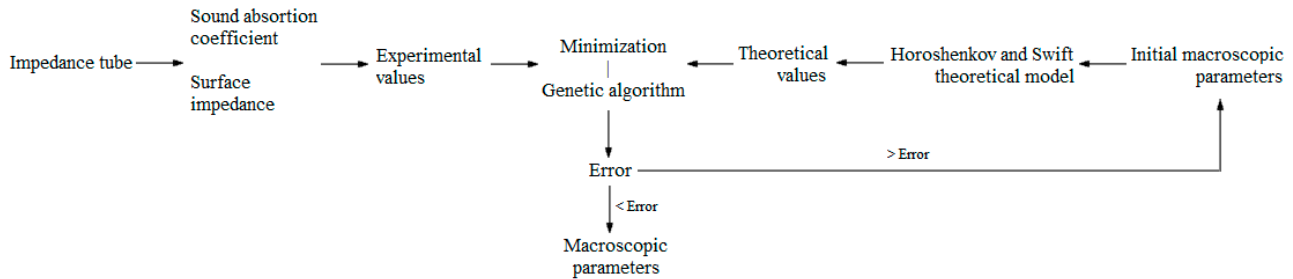 Impedance tube
Sound absortion
coefficient
Surface
impedance
Experimental
values
Minimization
Genetic algorithm
Theoretical
values
Horoshenkov and Swift
theoretical model
Initial macroscopic
parameters
Error
> Error
< Error
Macroscopic
parameters